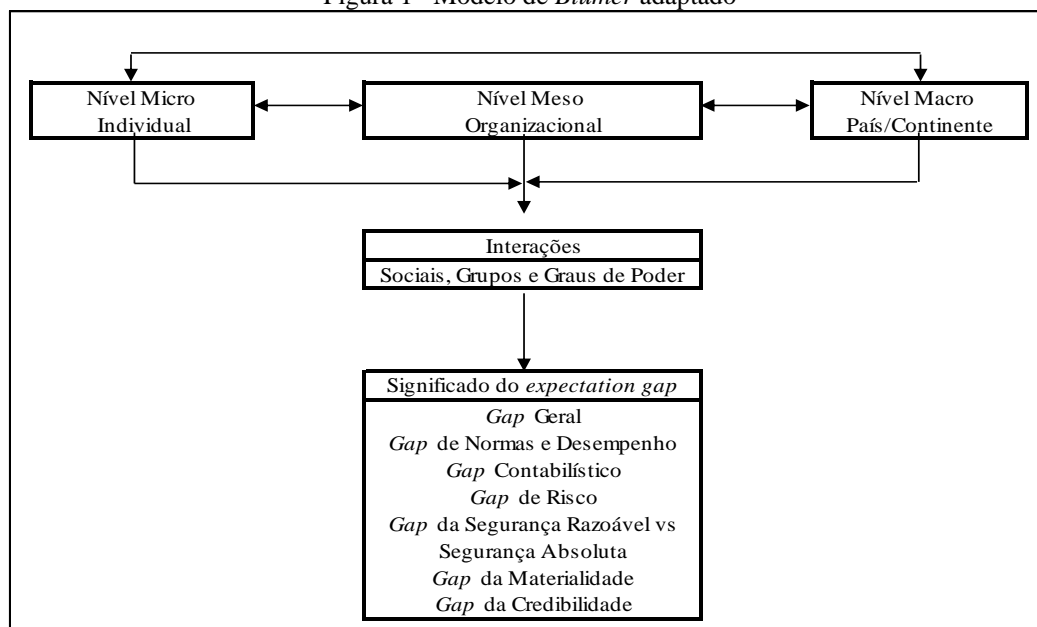 Figura 1 - Modelo de Blumer adaptado
Nível Micro
Individual
Nível Meso
Organizacional
Nível Macro
País/Continente
Interações
Sociais, Grupos e Graus de Poder
Significado do expectation gap
Gap Geral
Gap de Normas e Desempenho
Gap Contabilístico
Gap de Risco
Gap da Segurança Razoável vs
Segurança Absoluta
Gap da Materialidade
Gap da Credibilidade